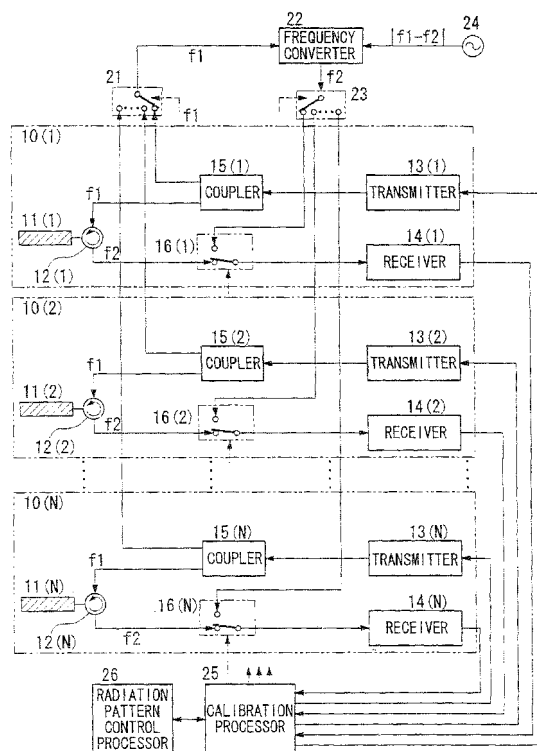 22
24
FREQUENCY
CONVERTER
|f1-f2|
f1
21
f2
23
f1
10(1)
15(1)
13(1)
f1
COUPLER
TRANSMITTER
11(1)
16(1)
14(1)
f2
RECEIVER
12(1)
10(2)
15(2)
13(2)
f1
COUPLER
TRANSMITTER
11(2)
16(2)
14(2)
f2
RECEIVER
12(2)
10(N)
15(N)
13(N)
f1
COUPLER
TRANSMITTER
11(N)
16(N)
14(N)
f2
RECEIVER
12(N)
26
25
RADIATION
PATTERN
CONTROL
PROCESSOR
CALIBRATION
PROCESSOR